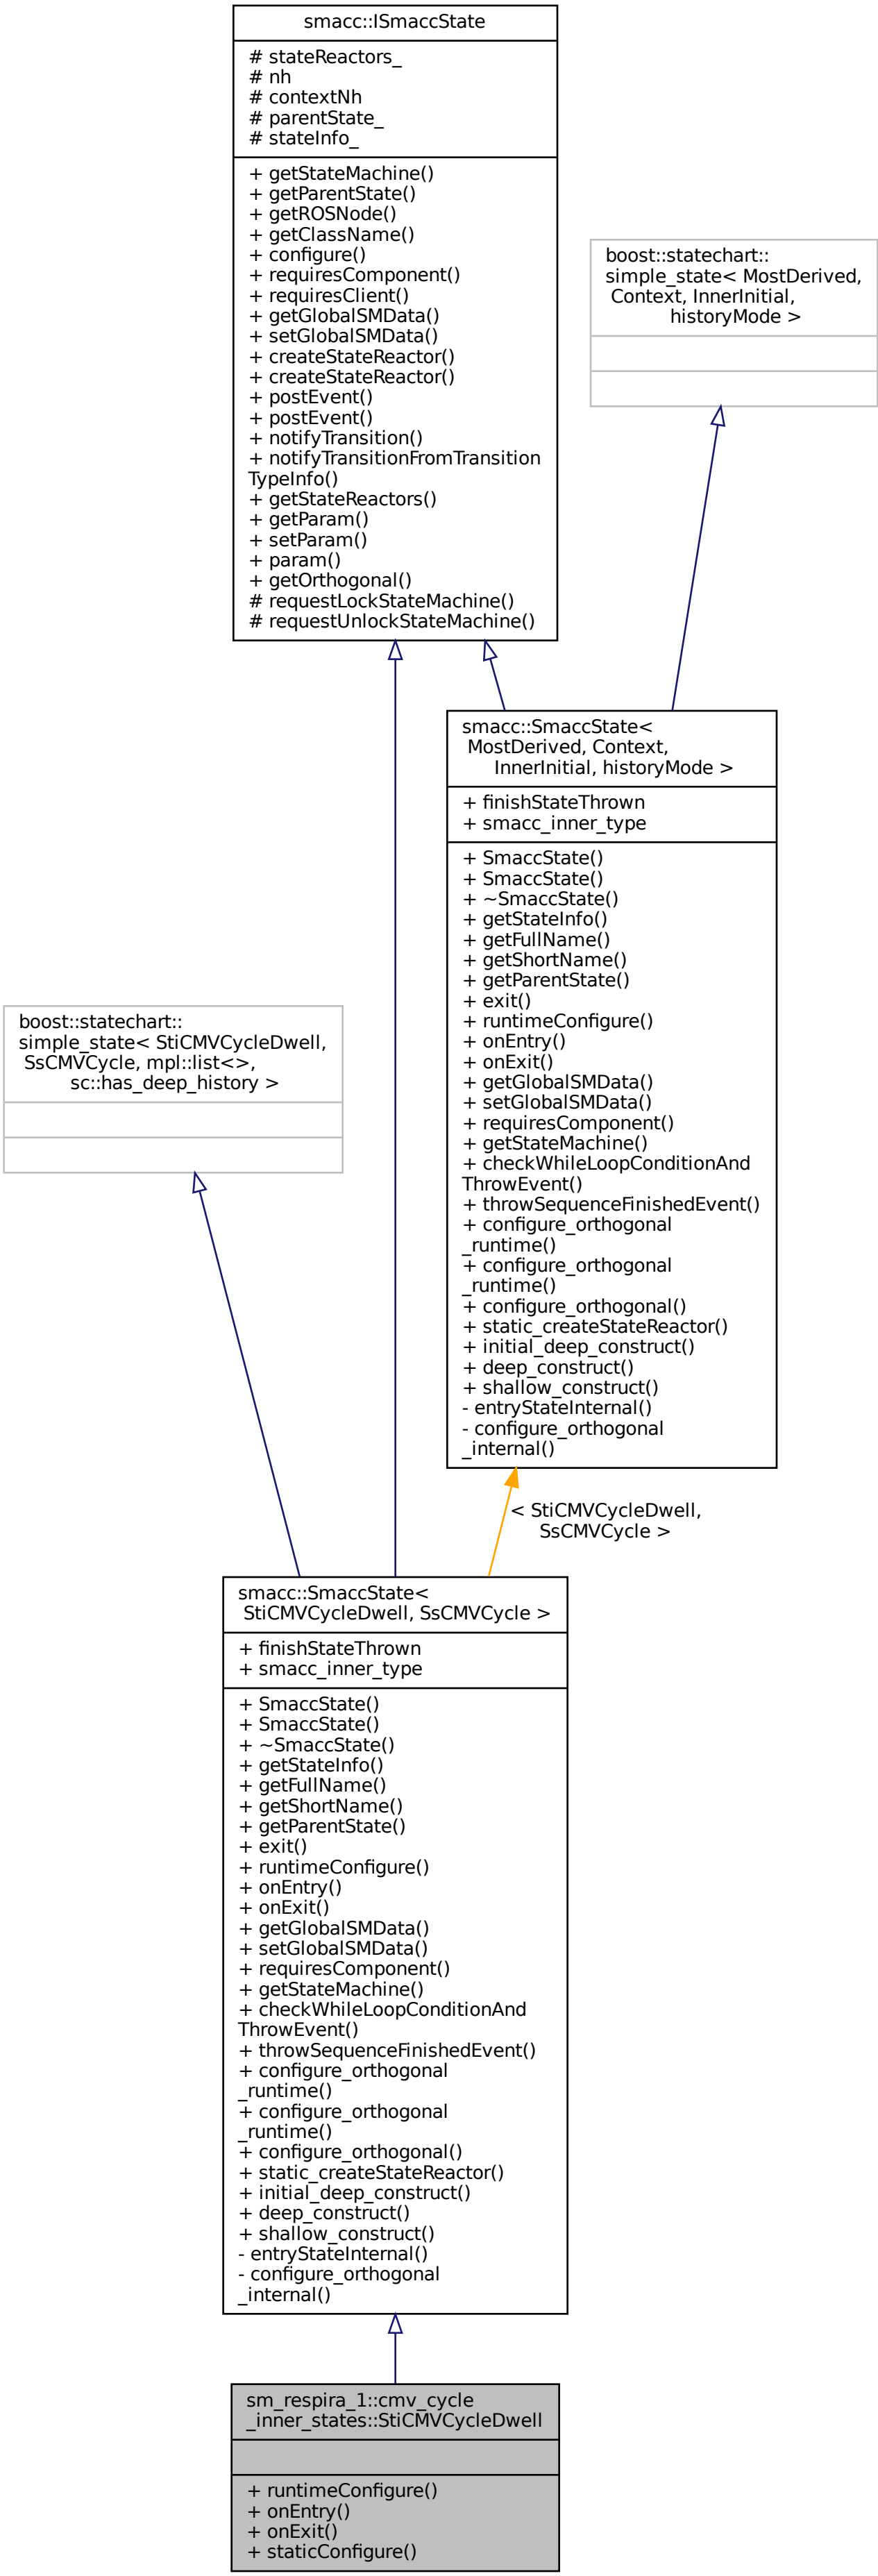 smacc::ISmaccState
# stateReactors_
# nh
# contextNh
# parentState_
# stateInfo_
+ getStateMachine()
+ getParentState()
+ getROSNode()
+ getClassName()
+ configure()
+ requiresComponent()
+ requiresClient()
+ getGlobalSMData()
+ setGlobalSMData()
+ createStateReactor()
+ createStateReactor()
+ postEvent()
+ postEvent()
+ notifyTransition()
+ notifyTransitionFromTransition
TypeInfo()
+ getStateReactors()
+ getParam()
+ setParam()
+ param()
+ getOrthogonal()
# requestLockStateMachine()
# requestUnlockStateMachine()
boost::statechart::
simple_state< MostDerived,
Context, InnerInitial,
historyMode >
smacc::SmaccState<
MostDerived, Context,
InnerInitial, historyMode >
+ finishStateThrown
+ smacc_inner_type
+ SmaccState()
+ SmaccState()
+ ~SmaccState()
+ getStateInfo()
+ getFullName()
+ getShortName()
+ getParentState()
+ exit()
+ runtimeConfigure()
+ onEntry()
+ onExit()
+ getGlobalSMData()
+ setGlobalSMData()
+ requiresComponent()
+ getStateMachine()
+ checkWhileLoopConditionAnd
ThrowEvent()
+ throwSequenceFinishedEvent()
+ configure_orthogonal
_runtime()
+ configure_orthogonal
_runtime()
+ configure_orthogonal()
+ static_createStateReactor()
+ initial_deep_construct()
+ deep_construct()
+ shallow_construct()
- entryStateInternal()
- configure_orthogonal
_internal()
boost::statechart::
simple_state< StiCMVCycleDwell,
SsCMVCycle, mpl::list<>,
sc::has_deep_history >
< StiCMVCycleDwell,
SsCMVCycle >
smacc::SmaccState<
StiCMVCycleDwell, SsCMVCycle >
+ finishStateThrown
+ smacc_inner_type
+ SmaccState()
+ SmaccState()
+ ~SmaccState()
+ getStateInfo()
+ getFullName()
+ getShortName()
+ getParentState()
+ exit()
+ runtimeConfigure()
+ onEntry()
+ onExit()
+ getGlobalSMData()
+ setGlobalSMData()
+ requiresComponent()
+ getStateMachine()
+ checkWhileLoopConditionAnd
ThrowEvent()
+ throwSequenceFinishedEvent()
+ configure_orthogonal
_runtime()
+ configure_orthogonal
_runtime()
+ configure_orthogonal()
+ static_createStateReactor()
+ initial_deep_construct()
+ deep_construct()
+ shallow_construct()
- entryStateInternal()
- configure_orthogonal
_internal()
sm_respira_1::cmv_cycle
_inner_states::StiCMVCycleDwell
+ runtimeConfigure()
+ onEntry()
+ onExit()
+ staticConfigure()